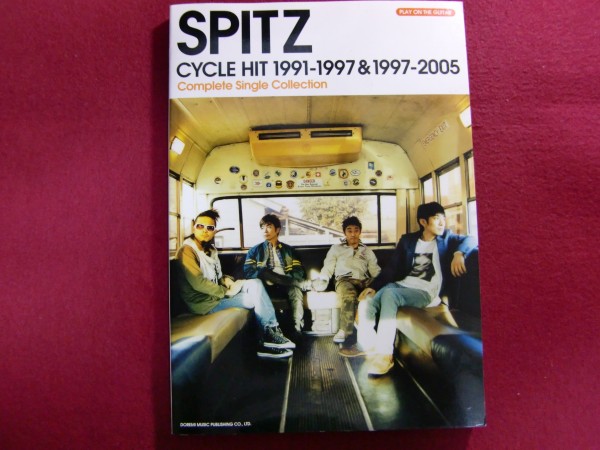 PLAY ON THE GUITAR
SPITZ
CYCLE HIT 1991-1997 & 1997-2005
Complete Single Collection
DOREMI MUSIC PUBLISHING CO., LTD.